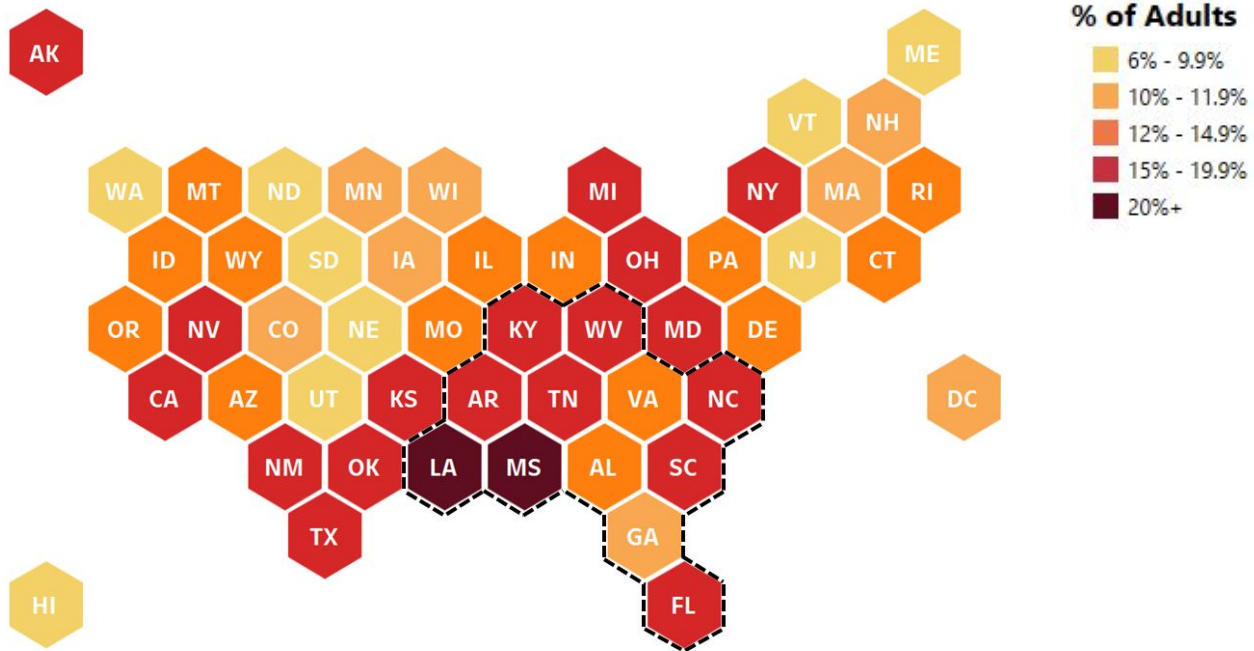 % of Adults
6% - 9.9%
10% - 11.9%
12% - 14.9%
15% - 19.9%
20%+
AK
ME
VT NH
WA MT ND MN WI MI NY MA RI
ID WY SD IA IL IN OH PA NJ CT
OR NV CO NE MO KY WV MD DE
CA AZ UT KS AR TN VA NC DC
NM OK LA MS AL SC
TX GA
HI FL